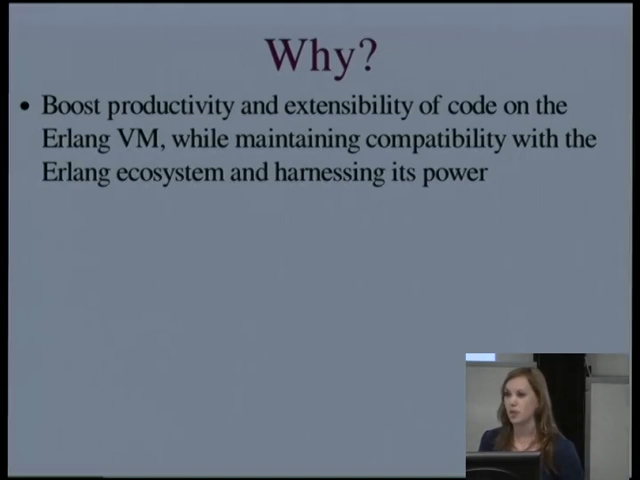 Why?
• Boost productivity and extensibility of code on the
Erlang VM, while maintaining compatibility with the
Erlang ecosystem and harnessing its power